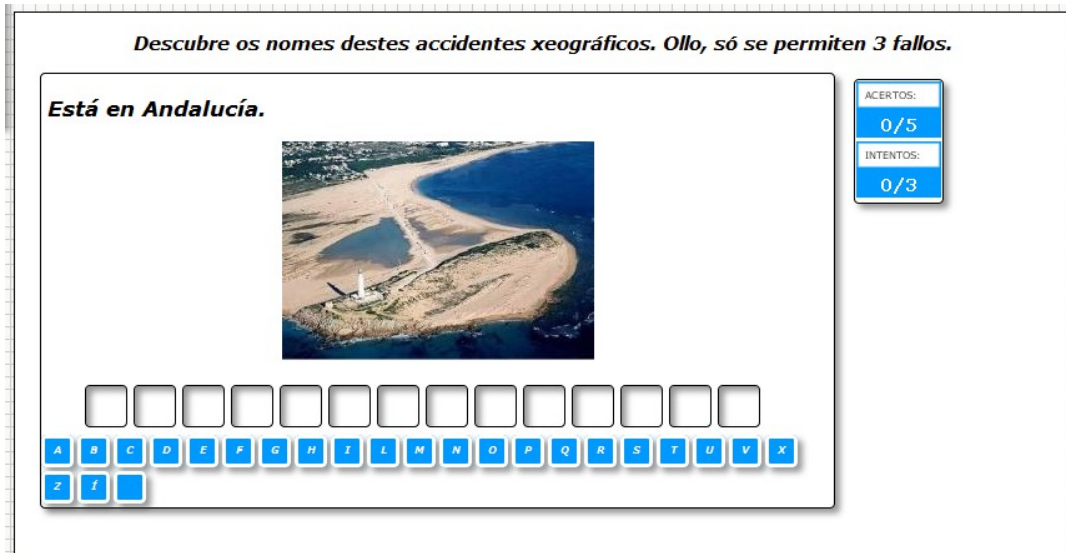 Descubre os nomes destes accidentes xeográficos. Ollo, só se permiten 3 fallos.
Está en Andalucía.
ACERTOS:
0/5
INTENTOS:
0/3
A B C D E F G H I L M N O P Q R S T U V X
Z Í